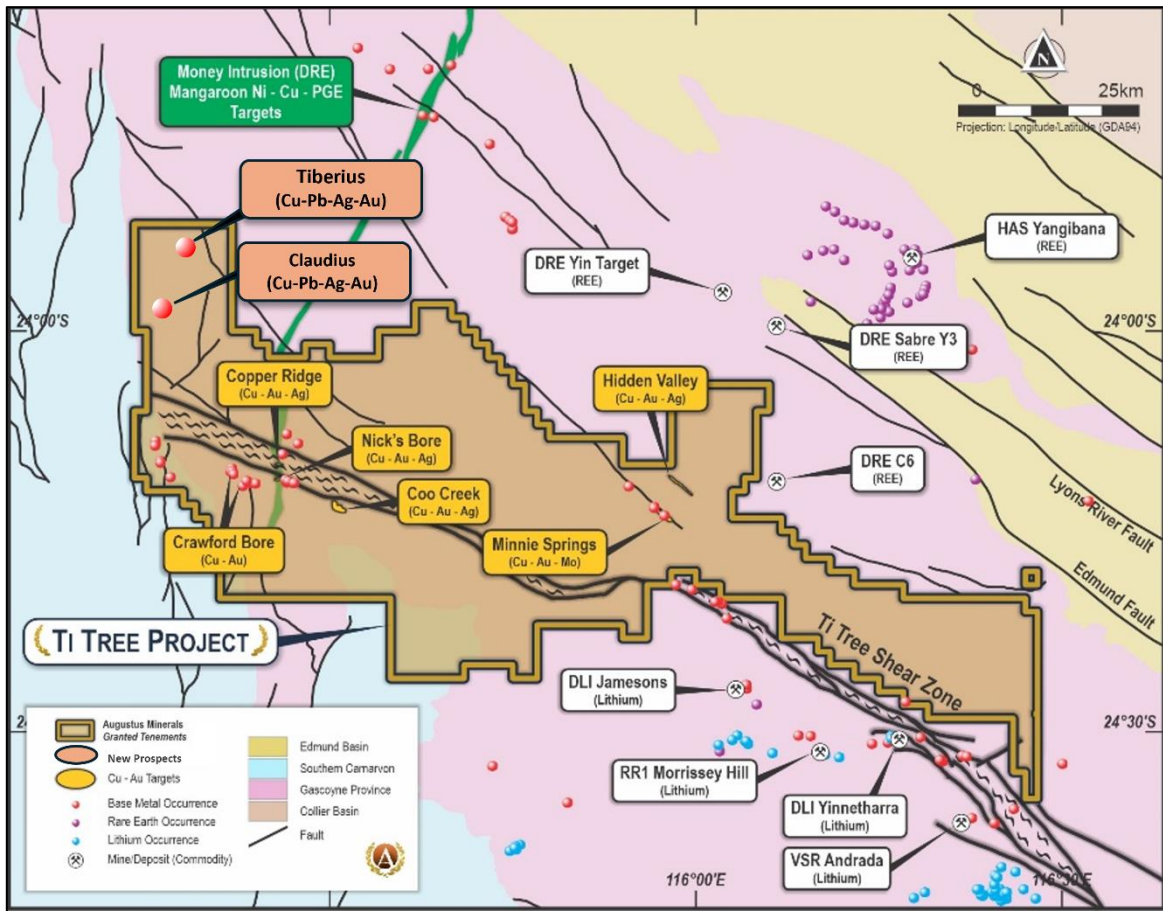 Money Intrusion (DRE)
Mangaroon Ni - Cu - PGE
Targets
N
0 25km
Projection: Longitude/Latitude (GDA94)
Tiberius
(Cu-Pb-Ag-Au)
Claudius
(Cu-Pb-Ag-Au)
HAS Yangibana
(REE)
DRE Yin Target
(REE)
24°00'S
24°00'S
DRE Sabre Y3
(REE)
Copper Ridge
(Cu - Au - Ag)
Hidden Valley
(Cu - Au - Ag)
Nick's Bore
(Cu - Au - Ag)
DRE C6
(REE)
Coo Creek
(Cu - Au - Ag)
Lyons River Fault
Crawford Bore
(Cu - Au)
Minnie Springs
(Cu - Au - Mo)
Edmund Fault
TI TREE PROJECT
Ti Tree Shear Zone
DLI Jamesons
(Lithium)
24°30'S
RR1 Morrissey Hill
(Lithium)
DLI Yinnetharra
(Lithium)
VSR Andrada
(Lithium)
116°00'E
116°30'E
Augustus Minerals
Granted Tenements
New Prospects
Cu - Au Targets
Base Metal Occurrence
Rare Earth Occurrence
Lithium Occurrence
Mine/Deposit (Commodity)
Edmund Basin
Southern Carnarvon
Gascoyne Province
Collier Basin
Fault
A